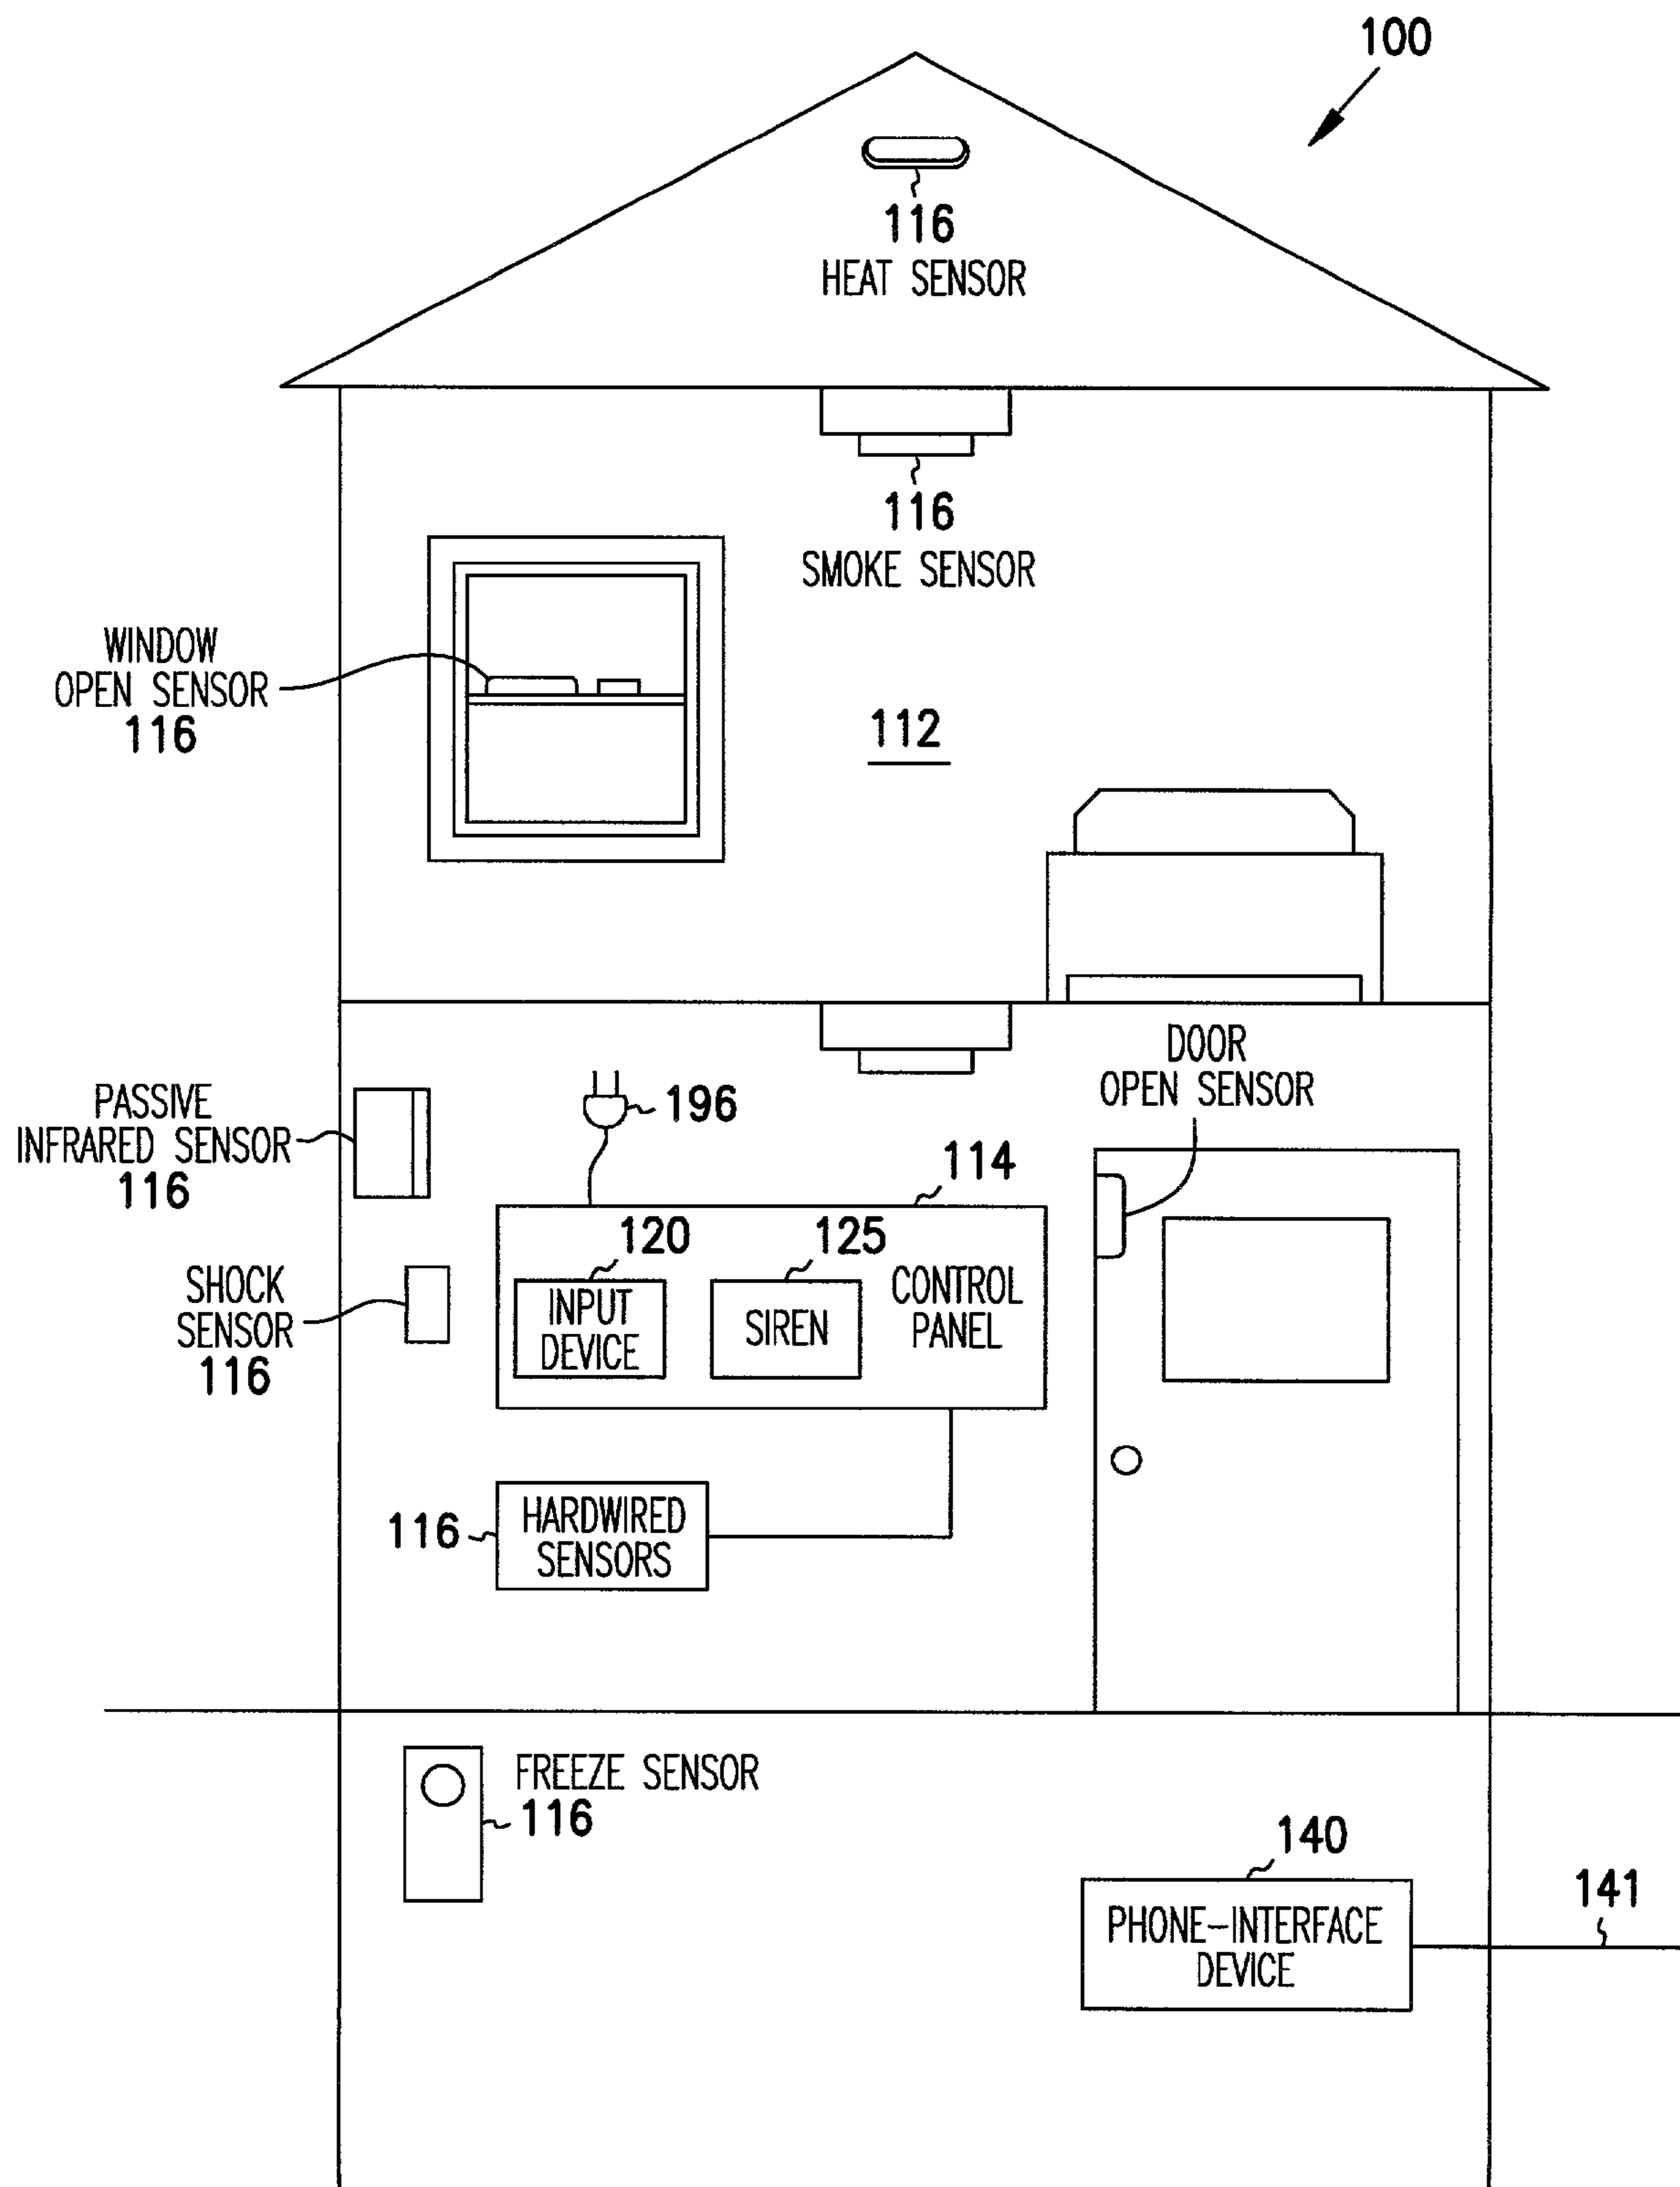 100
116
HEAT SENSOR
116
SMOKE SENSOR
WINDOW
OPEN SENSOR
116
112
DOOR
OPEN SENSOR
PASSIVE
INFRARED SENSOR
116
196
114
120
125
INPUT
DEVICE
SIREN
CONTROL
PANEL
SHOCK
SENSOR
116
116
HARDWIRED
SENSORS
FREEZE SENSOR
116
140
PHONE-INTERFACE
DEVICE
141